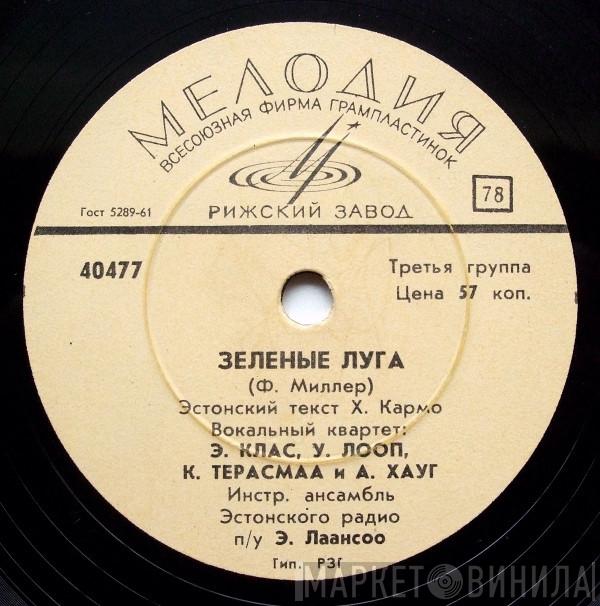 МЕЛОДИЯ
ВСЕСОЮЗНАЯ ФИРМА ГРАМПЛАСТИНОК
Гост 5289-61
РИЖСКИЙ ЗАВОД
78
40477
Третья группа
Цена 57 коп.
ЗЕЛЕНЫЕ ЛУГА
(Ф. Миллер)
Эстонский текст Х. Кармо
Вокальный квартет:
Э. КЛАС, У. ЛООП,
К. ТЕРАСМАА и А. ХАУГ
Инстр. ансамбль
Эстонского радио
п/у Э. Лаансоо
Тип. РЗГ
МАРКЕТ ВИНИЛА